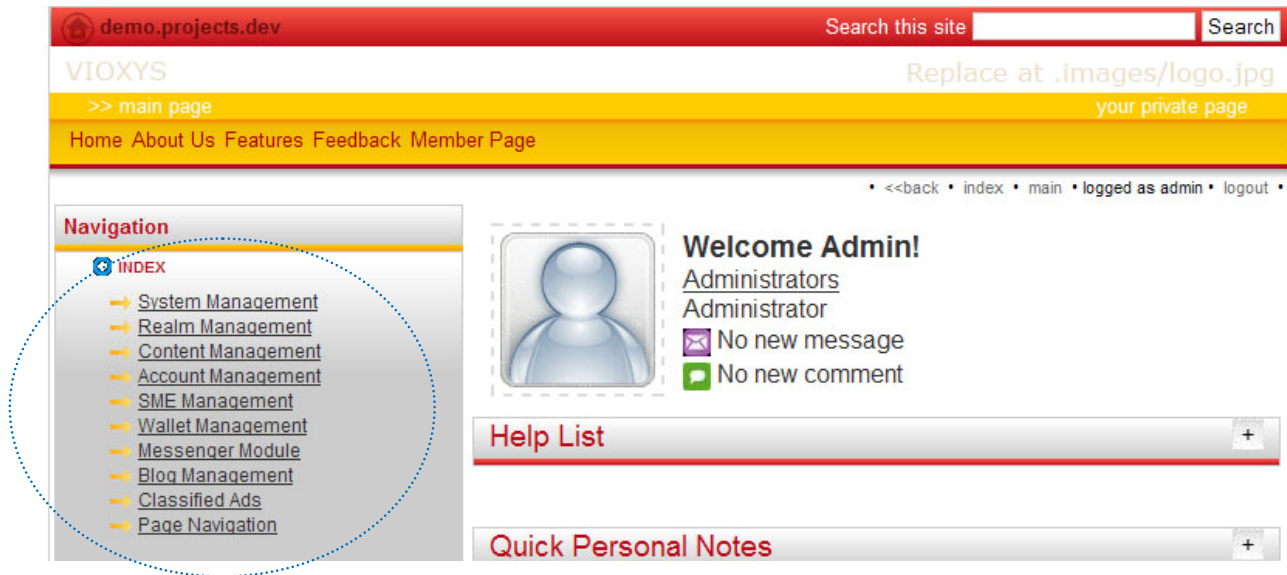 demo.projects.dev Search this site Search
VIOXYS Replace at .images/logo.jpg
>> main page your private page
Home About Us Features Feedback Member Page
• <<back • index • main • logged as admin • logout •
Navigation
INDEX
System Management
Realm Management
Content Management
Account Management
SME Management
Wallet Management
Messenger Module
Blog Management
Classified Ads
Page Navigation
Welcome Admin!
Administrators
Administrator
No new message
No new comment
Help List +
Quick Personal Notes +